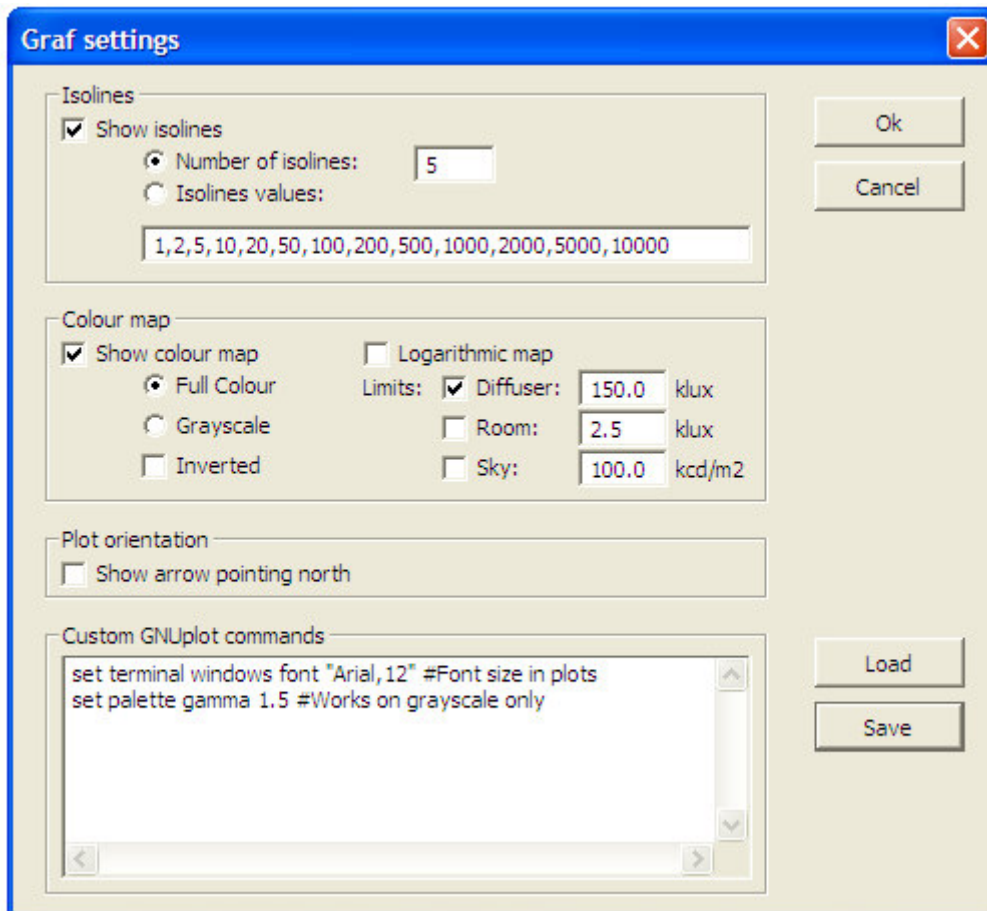 Graf settings
Isolines
Show isolines
Number of isolines: 5
Isolines values:
1,2,5,10,20,50,100,200,500,1000,2000,5000,10000
Ok
Cancel
Colour map
Show colour map Logarithmic map
Full Colour Limits: Diffuser: 150.0 klux
Grayscale Room: 2.5 klux
Inverted Sky: 100.0 kcd/m2
Plot orientation
Show arrow pointing north
Custom GNUplot commands
set terminal windows font "Arial,12" #Font size in plots
set palette gamma 1.5 #Works on grayscale only
Load
Save